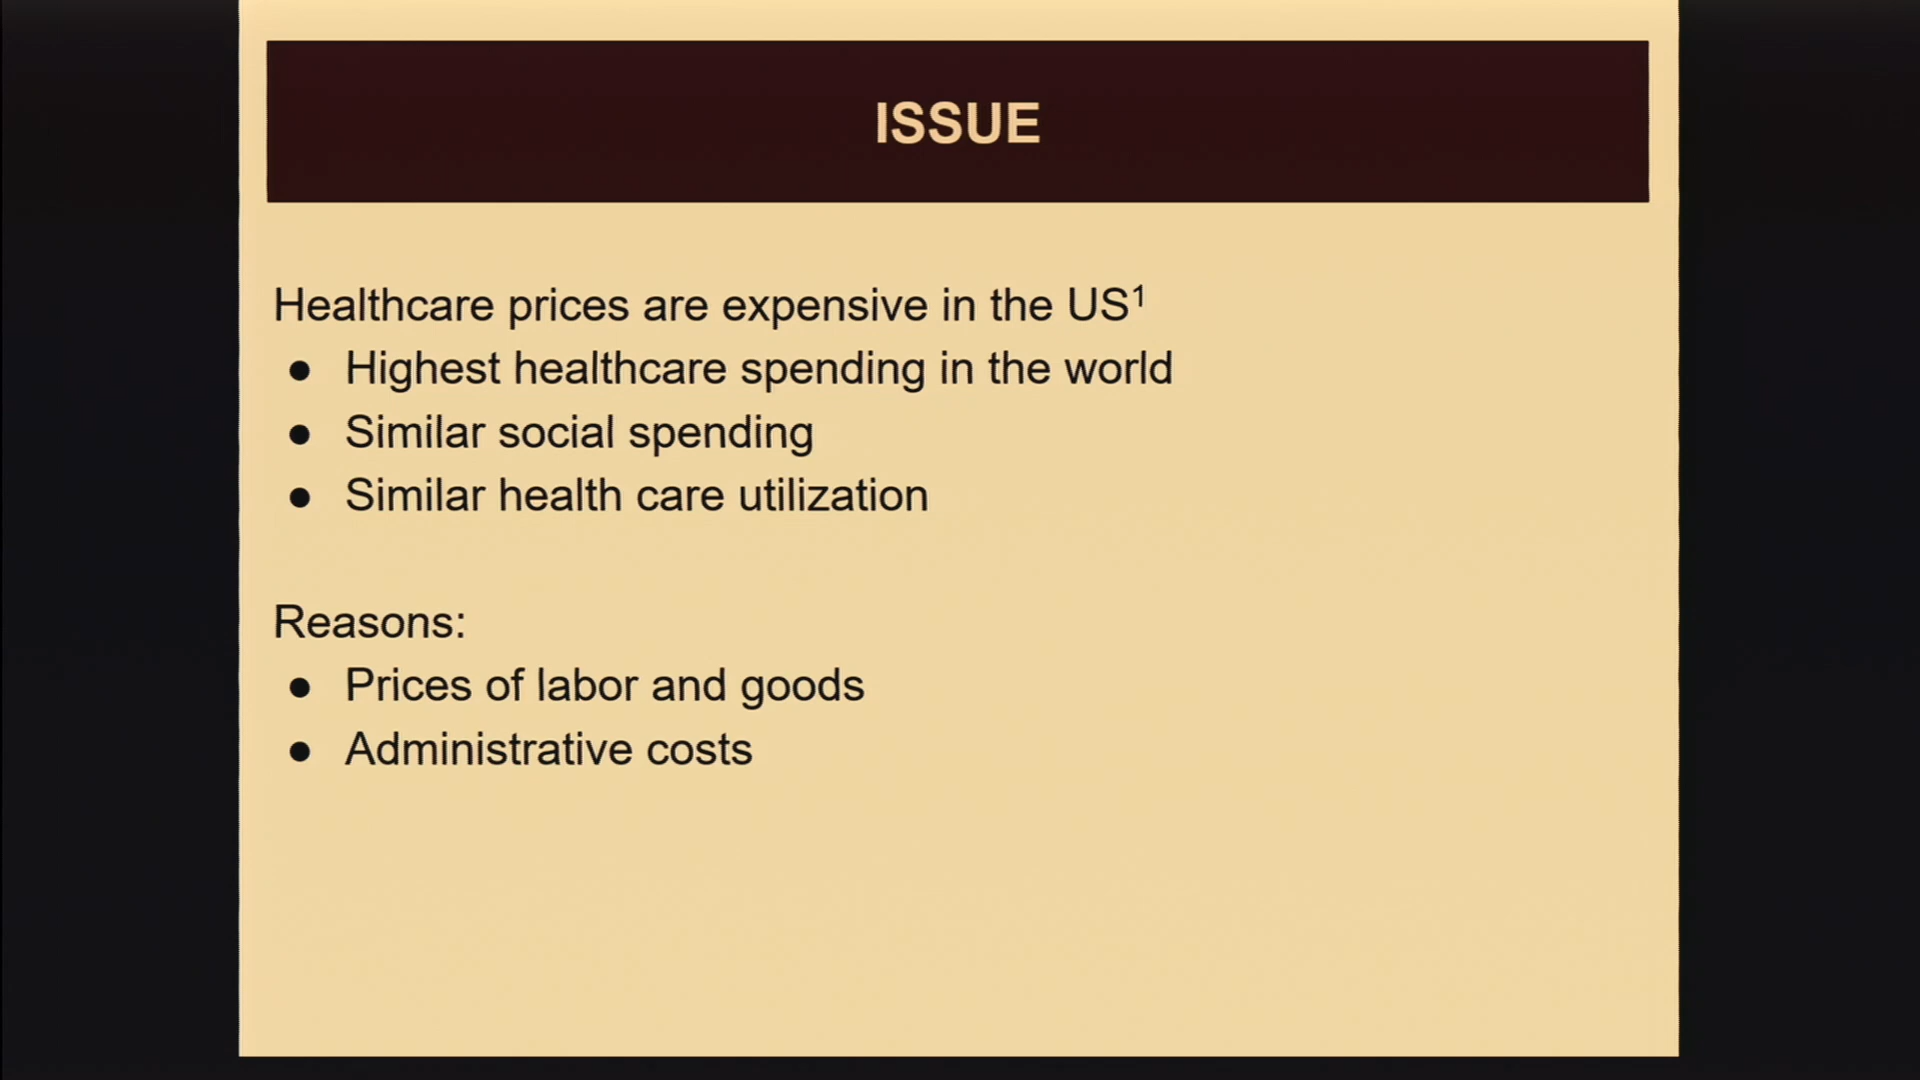 ISSUE
Healthcare prices are expensive in the US¹
● Highest healthcare spending in the world
● Similar social spending
● Similar health care utilization
Reasons:
● Prices of labor and goods
● Administrative costs